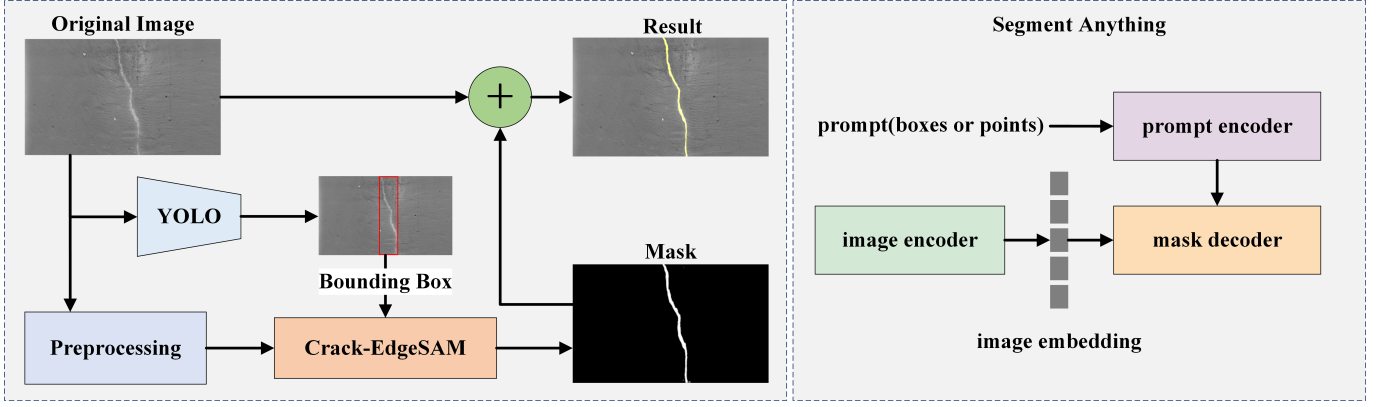 Original Image
Result
YOLO
Bounding Box
Mask
Preprocessing
Crack-EdgeSAM
Segment Anything
prompt(boxes or points)
prompt encoder
image encoder
mask decoder
image embedding